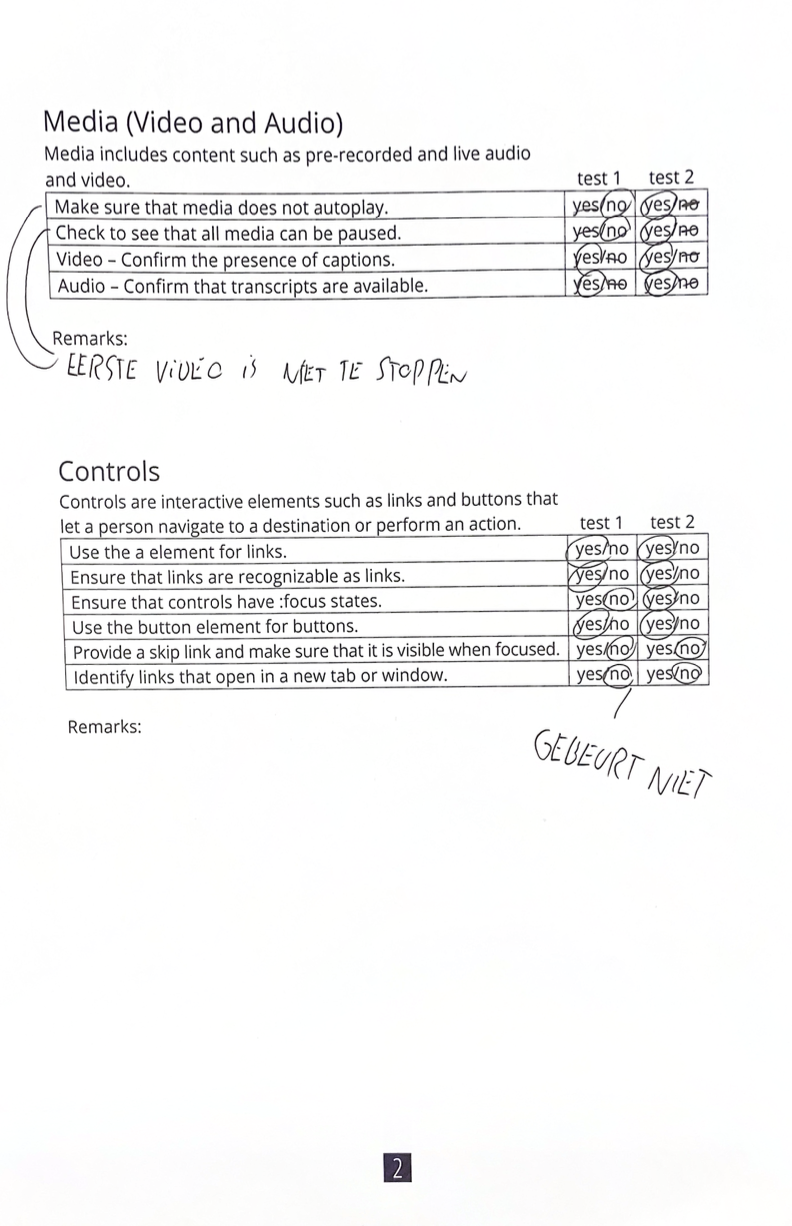 Media (Video and Audio)
Media includes content such as pre-recorded and live audio
and video. test 1 test 2
Make sure that media does not autoplay. yes/no yes/no
Check to see that all media can be paused. yes/no yes/no
Video – Confirm the presence of captions. yes/no yes/no
Audio – Confirm that transcripts are available. yes/no yes/no
Remarks:
EERSTE VIDEO IS NIET TE STOPPEN
Controls
Controls are interactive elements such as links and buttons that
let a person navigate to a destination or perform an action. test 1 test 2
Use the a element for links. yes/no yes/no
Ensure that links are recognizable as links. yes/no yes/no
Ensure that controls have :focus states. yes/no yes/no
Use the button element for buttons. yes/no yes/no
Provide a skip link and make sure that it is visible when focused. yes/no yes/no
Identify links that open in a new tab or window. yes/no yes/no
Remarks:
GEBEURT NIET
2